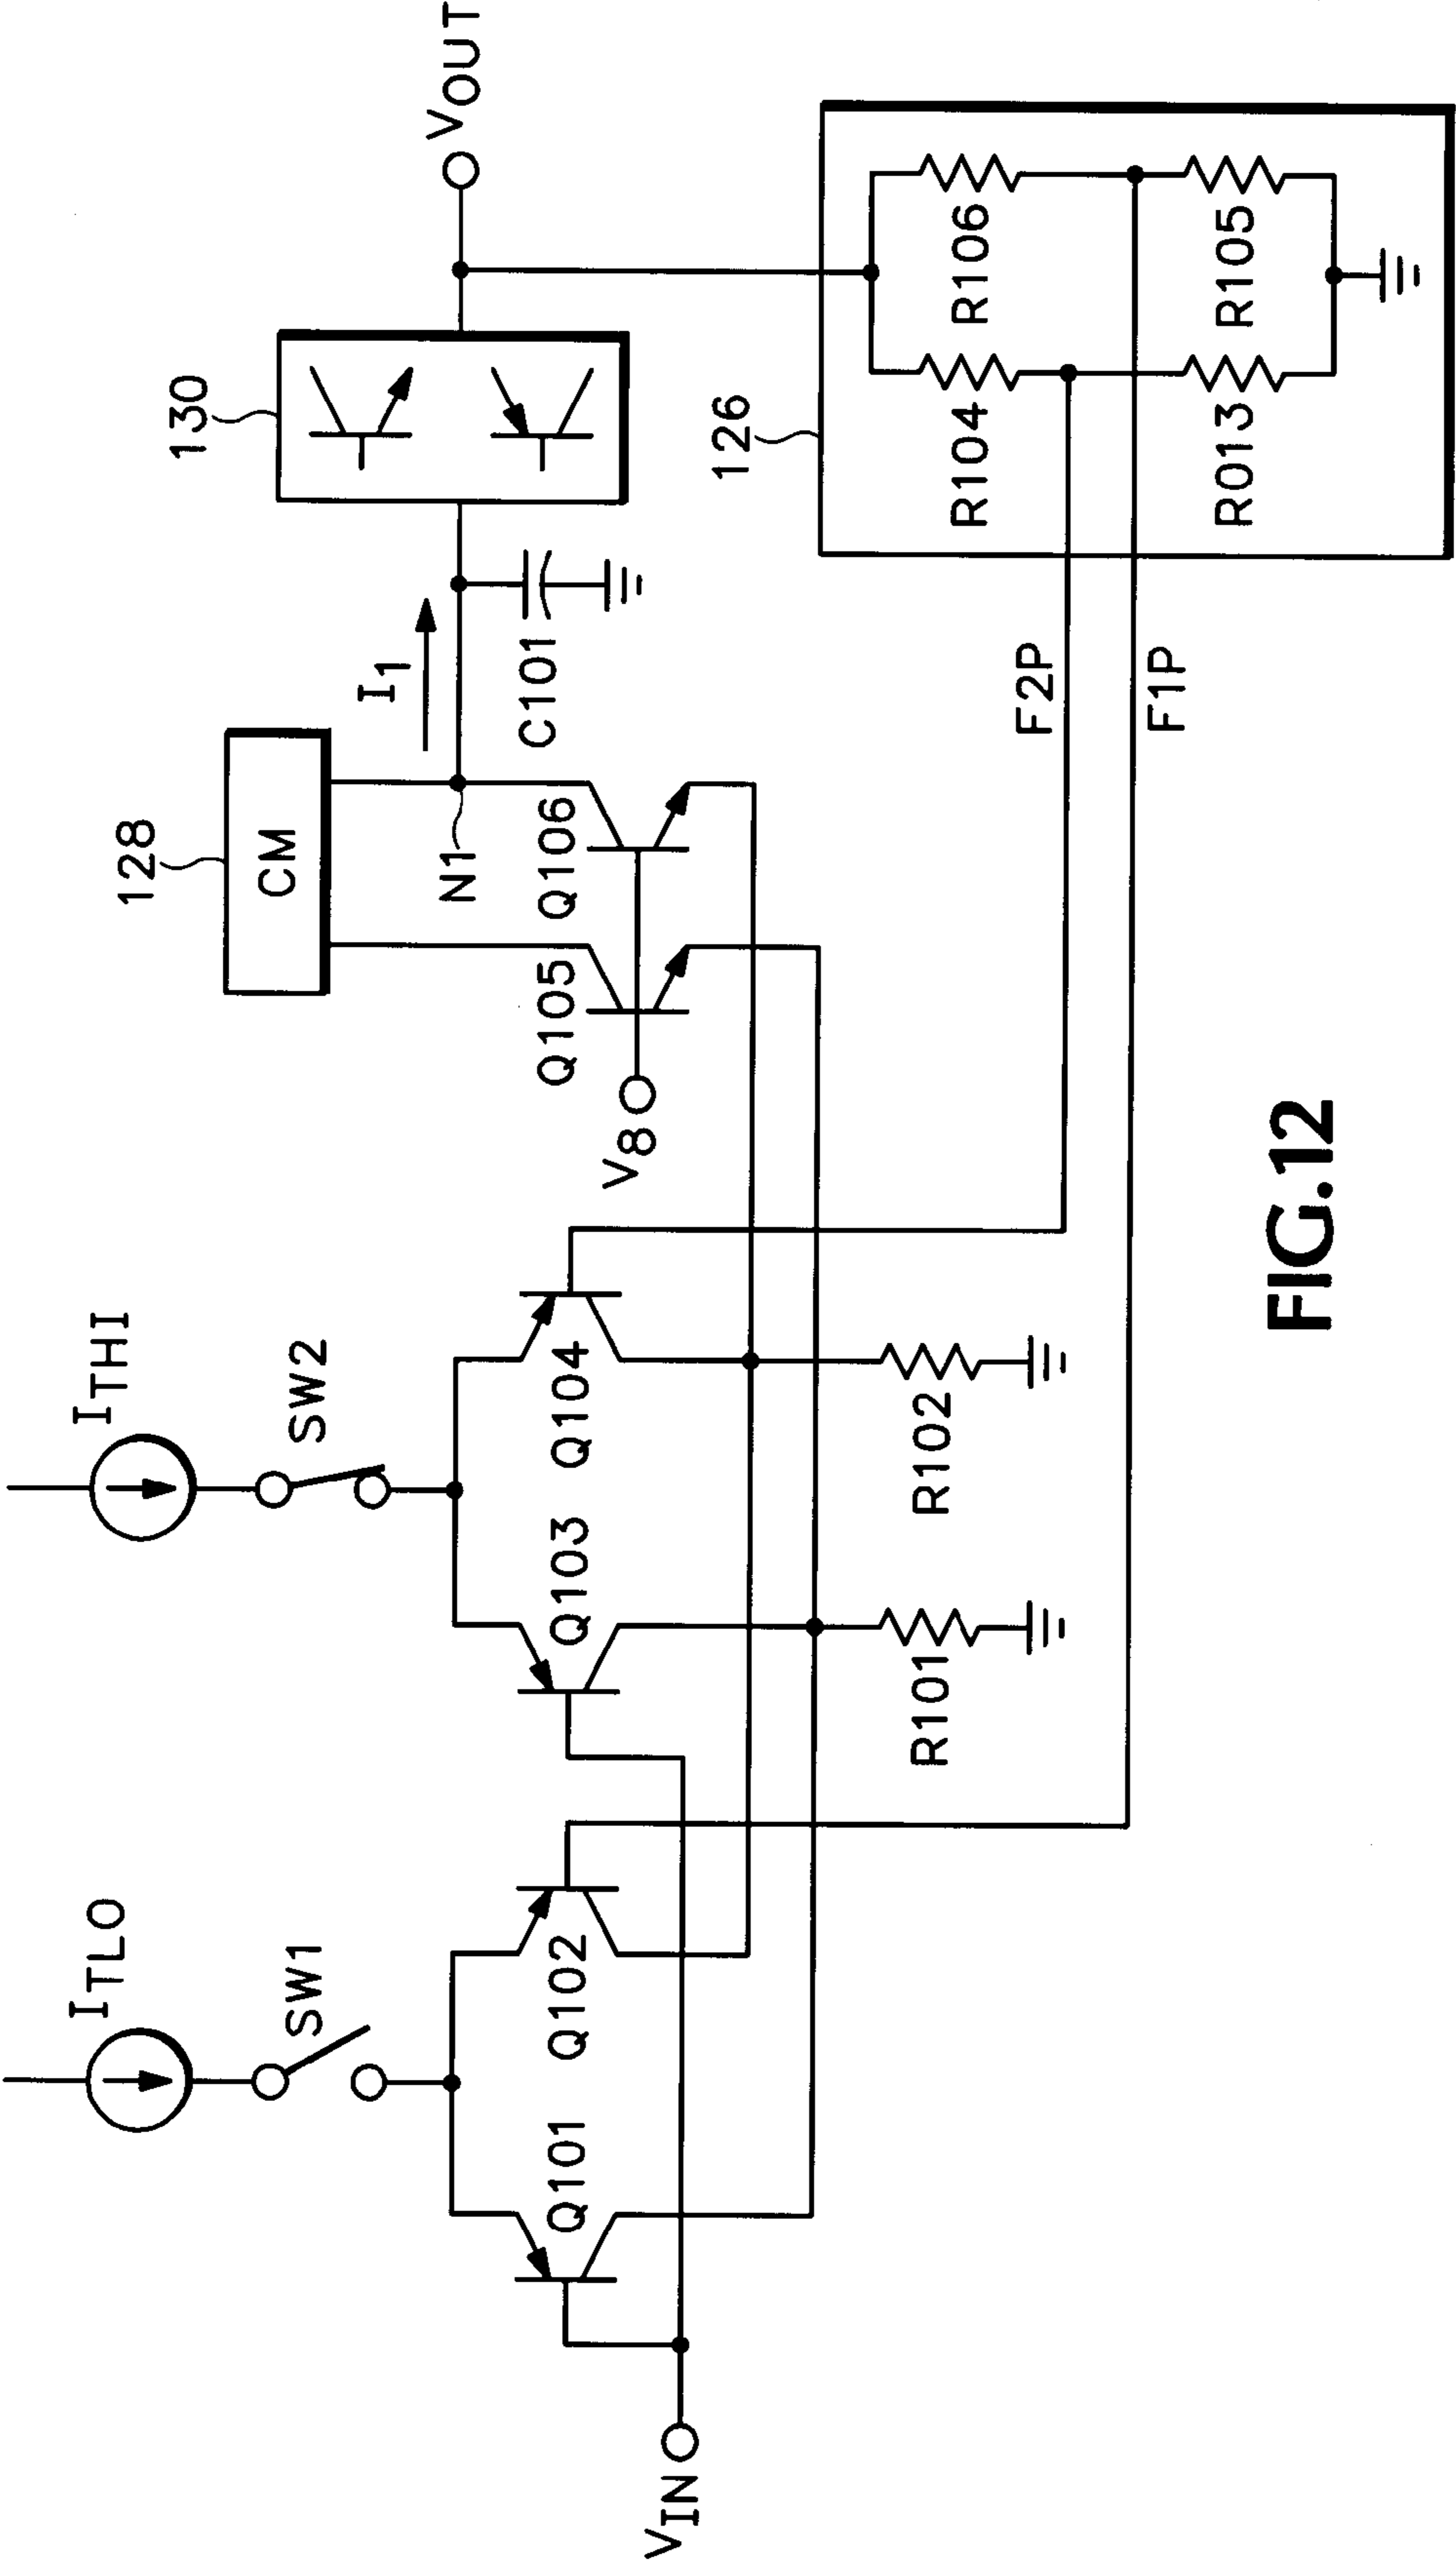 ITLO
SW1
Q101
Q102
VIN
ITHI
SW2
Q103
Q104
R101
R102
128
CM
N1
I1
Q105
Q106
V8
C101
130
VOUT
126
R104
R106
R013
R105
F2P
F1P
FIG.12